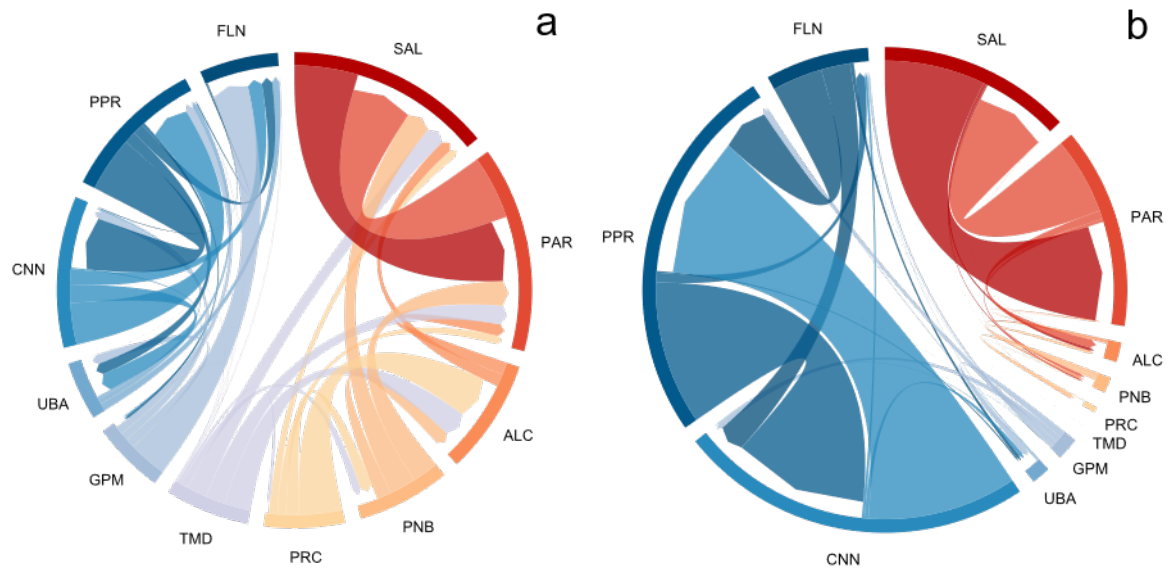 a
FLN
SAL
PPR
PAR
CNN
ALC
UBA
GPM
PNB
TMD
PRC
b
FLN
SAL
PAR
PPR
ALC
PNB
PRC
TMD
GPM
UBA
CNN